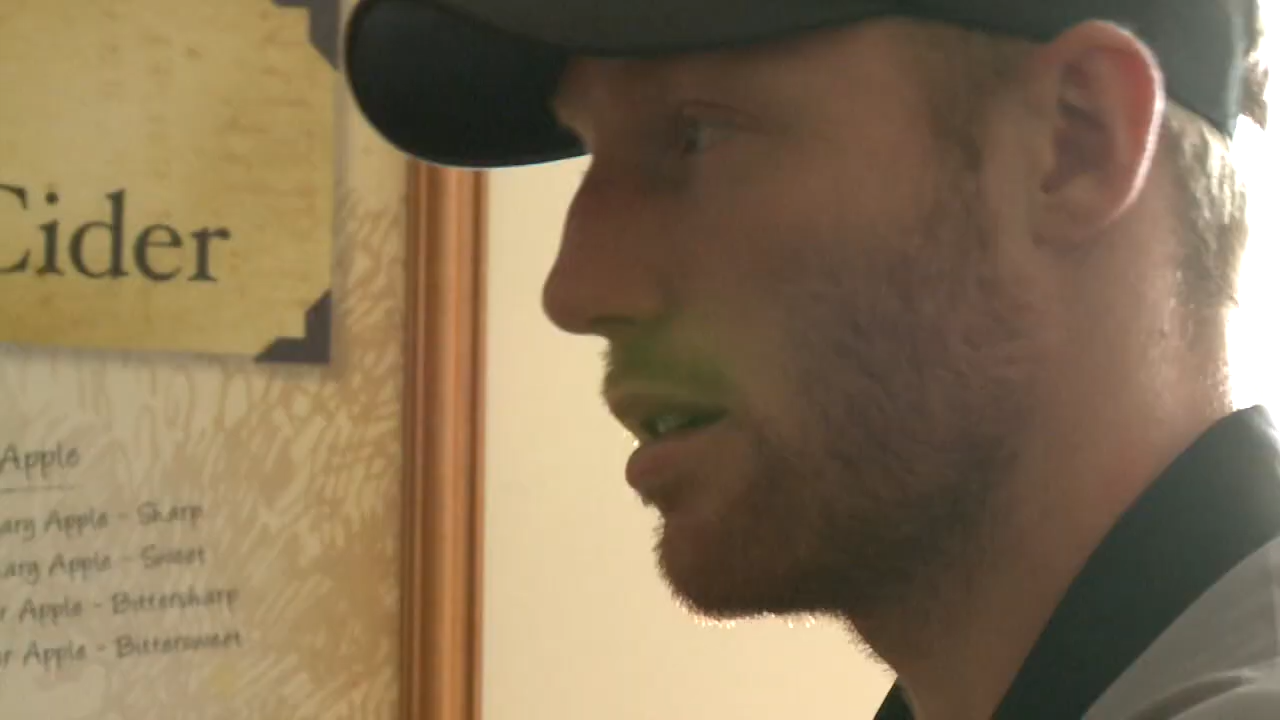 Cider
Apple
Apple - Sharp
Apple - Sweet
Apple - Bittersharp
Apple - Bittersweet